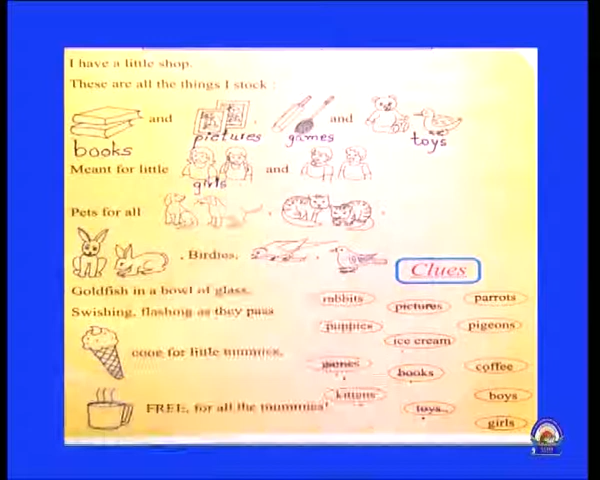 I have a little shop.
These are all the things I stock :
and , and
books pictures games toys
Meant for little and
girls
Pets for all , .
, Birdies, ,
Clues
Goldfish in a bowl of glass,
Swishing, flashing as they pass
cone for little tummies,
FREE, for all the mummies!
rabbits pictures parrots
puppies ice cream pigeons
games books coffee
kittens toys boys
girls